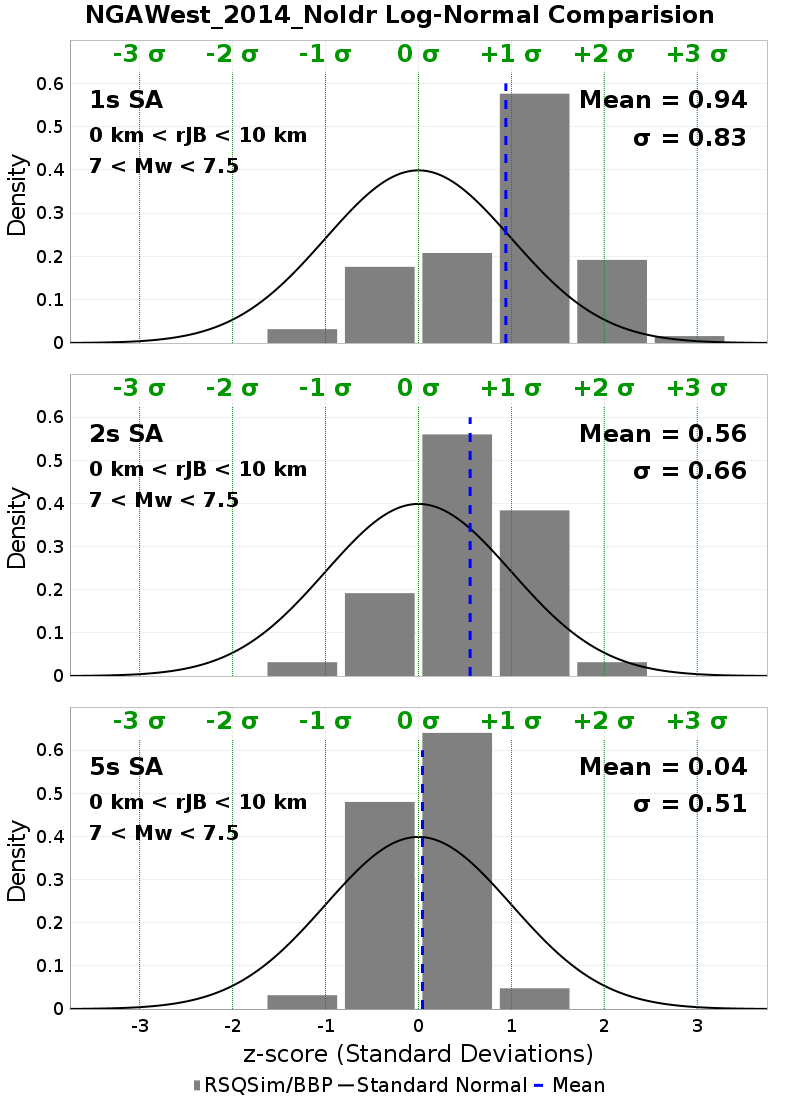 NGAWest_2014_NoIdr Log-Normal Comparision
-3 σ -2 σ -1 σ 0 σ +1 σ +2 σ +3 σ
1s SA
0 km < rJB < 10 km
7 < Mw < 7.5
Mean = 0.94
σ = 0.83
Density
0.6
0.5
0.4
0.3
0.2
0.1
0
-3 σ -2 σ -1 σ 0 σ +1 σ +2 σ +3 σ
2s SA
0 km < rJB < 10 km
7 < Mw < 7.5
Mean = 0.56
σ = 0.66
Density
0.6
0.5
0.4
0.3
0.2
0.1
0
-3 σ -2 σ -1 σ 0 σ +1 σ +2 σ +3 σ
5s SA
0 km < rJB < 10 km
7 < Mw < 7.5
Mean = 0.04
σ = 0.51
Density
0.6
0.5
0.4
0.3
0.2
0.1
0
-3 -2 -1 0 1 2 3
z-score (Standard Deviations)
RSQSim/BBP Standard Normal Mean